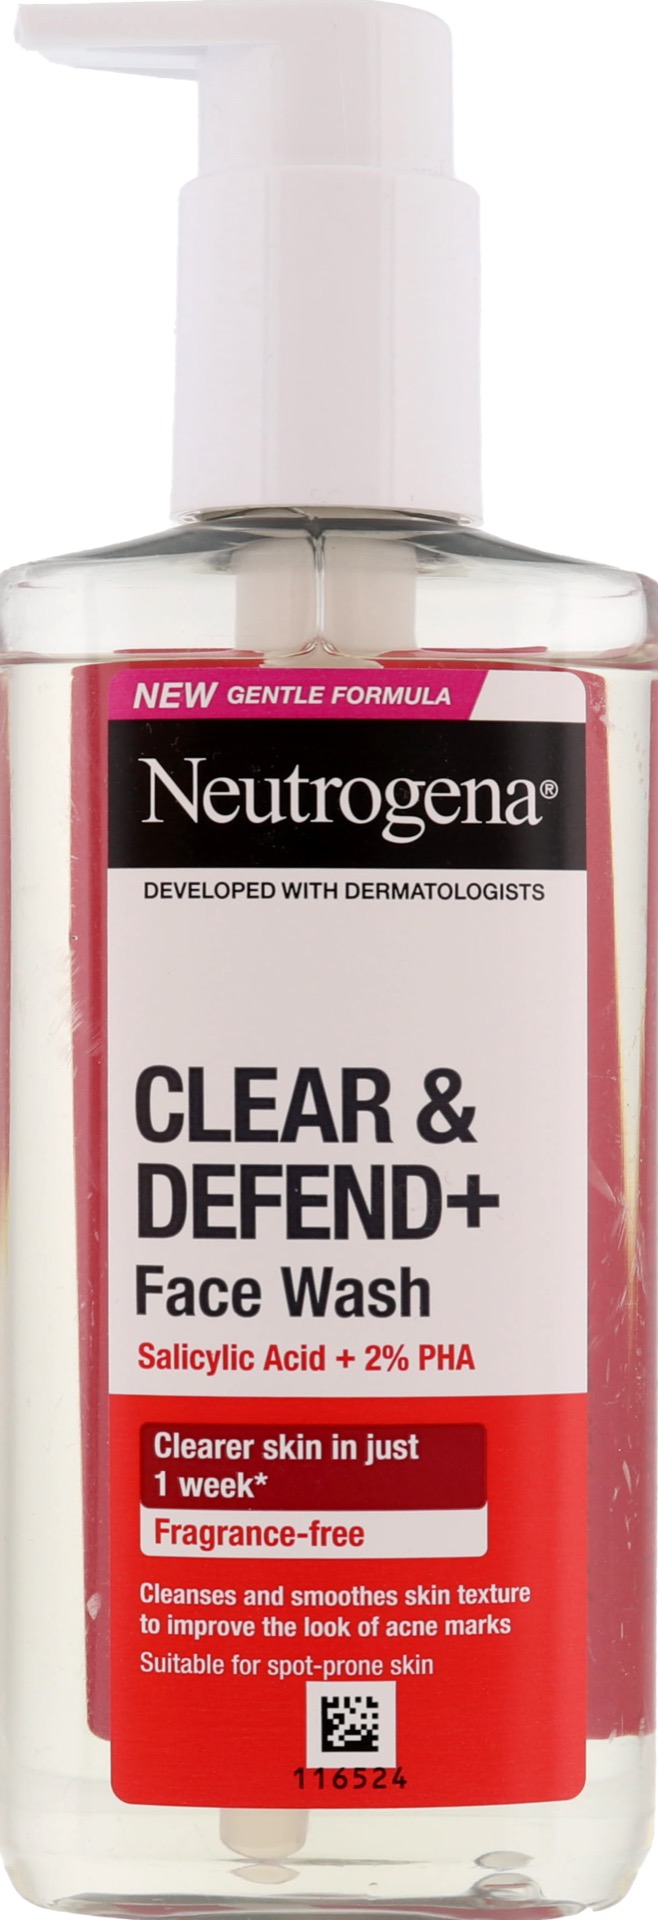 NEW GENTLE FORMULA
Neutrogena®
DEVELOPED WITH DERMATOLOGISTS
CLEAR &
DEFEND+
Face Wash
Salicylic Acid + 2% PHA
Clearer skin in just
1 week*
Fragrance-free
Cleanses and smoothes skin texture
to improve the look of acne marks
Suitable for spot-prone skin
116524